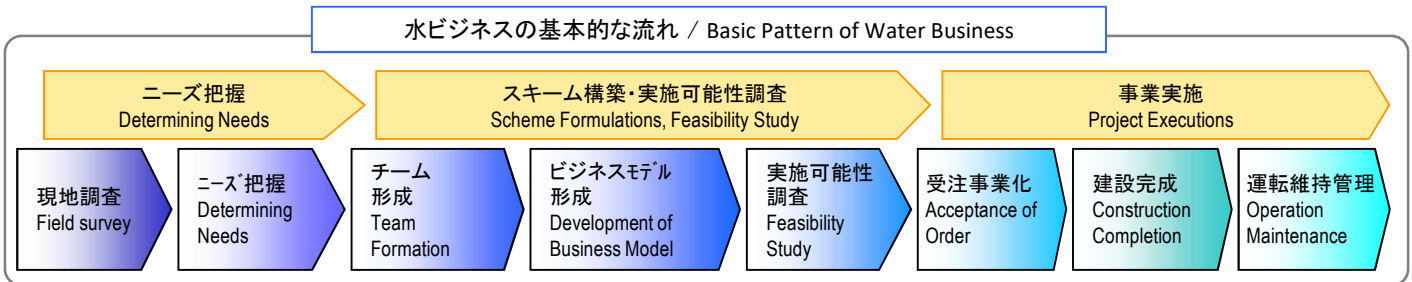 水ビジネスの基本的な流れ / Basic Pattern of Water Business
ニーズ把握
Determining Needs
スキーム構築・実施可能性調査
Scheme Formulations, Feasibility Study
事業実施
Project Executions
現地調査
Field survey
ニーズ把握
Determining
Needs
チーム
形成
Team
Formation
ビジネスモデル
形成
Development of
Business Model
実施可能性
調査
Feasibility
Study
受注事業化
Acceptance of
Order
建設完成
Construction
Completion
運転維持管理
Operation
Maintenance